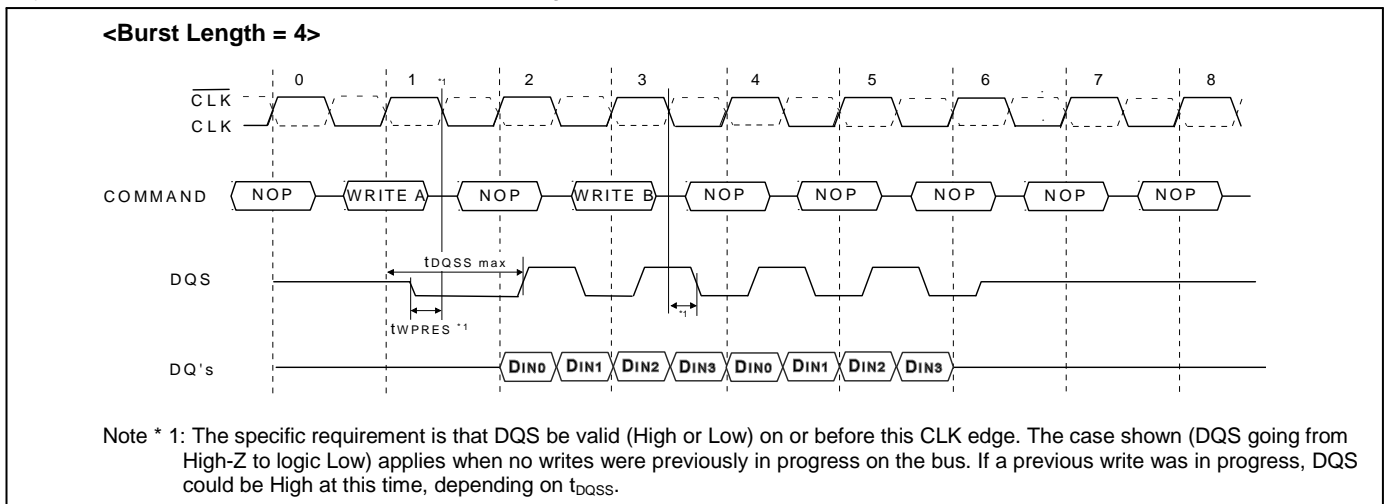 <Burst Length = 4>
0 1 *1 2 3 4 5 6 7 8
CLK
CLK
COMMAND NOP WRITE A NOP WRITE B NOP NOP NOP NOP NOP
tDQSS max
DQS
*1
tWPRES *1
DQ's DIN0 DIN1 DIN2 DIN3 DIN0 DIN1 DIN2 DIN3
Note * 1: The specific requirement is that DQS be valid (High or Low) on or before this CLK edge. The case shown (DQS going from
High-Z to logic Low) applies when no writes were previously in progress on the bus. If a previous write was in progress, DQS
could be High at this time, depending on tDQSS.